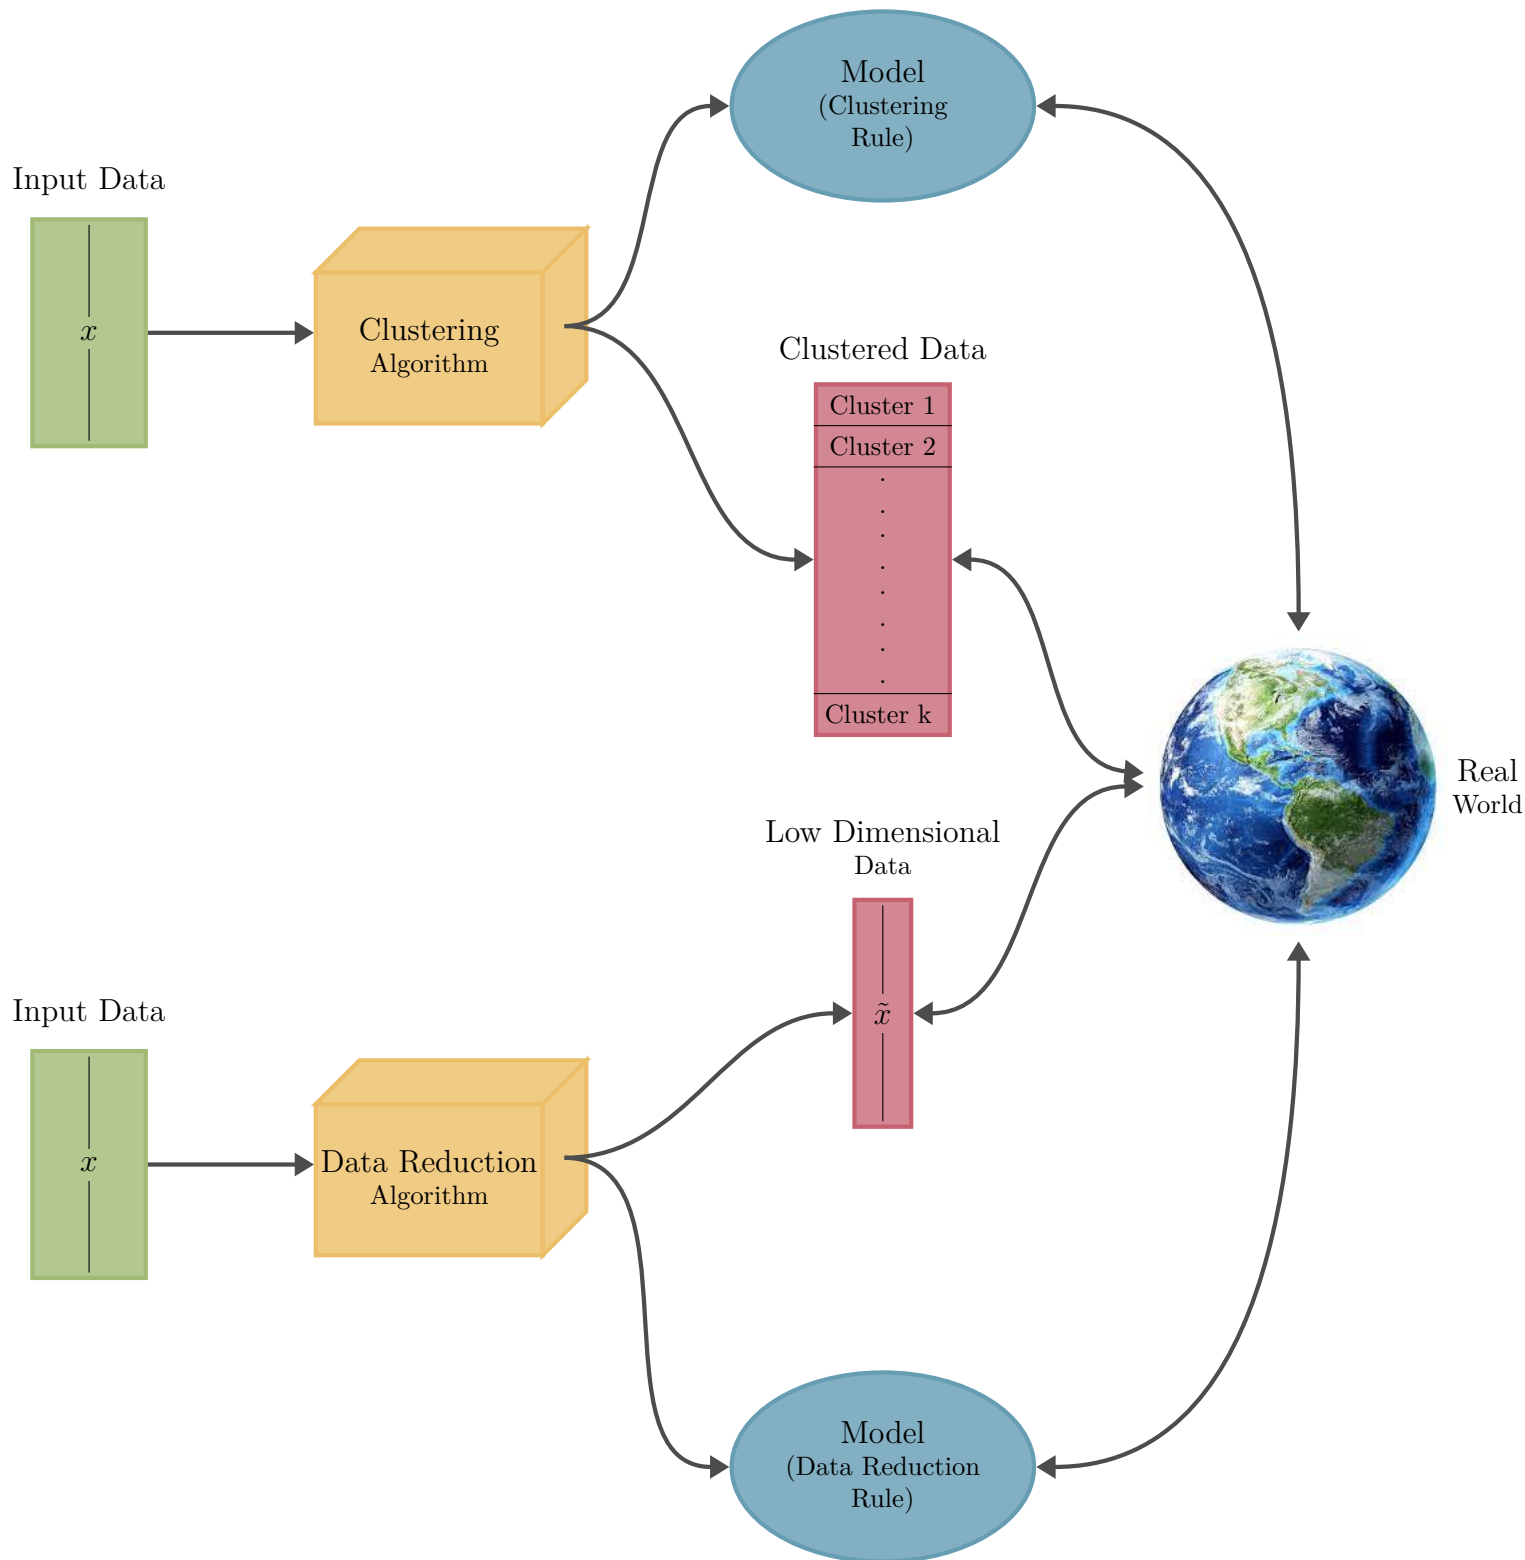 Model
(Clustering
Rule)
Input Data
x
Clustering
Algorithm
Clustered Data
Cluster 1
Cluster 2
.
.
.
.
.
.
.
.
Cluster k
Real
World
Low Dimensional
Data
x̃
Input Data
x
Data Reduction
Algorithm
Model
(Data Reduction
Rule)